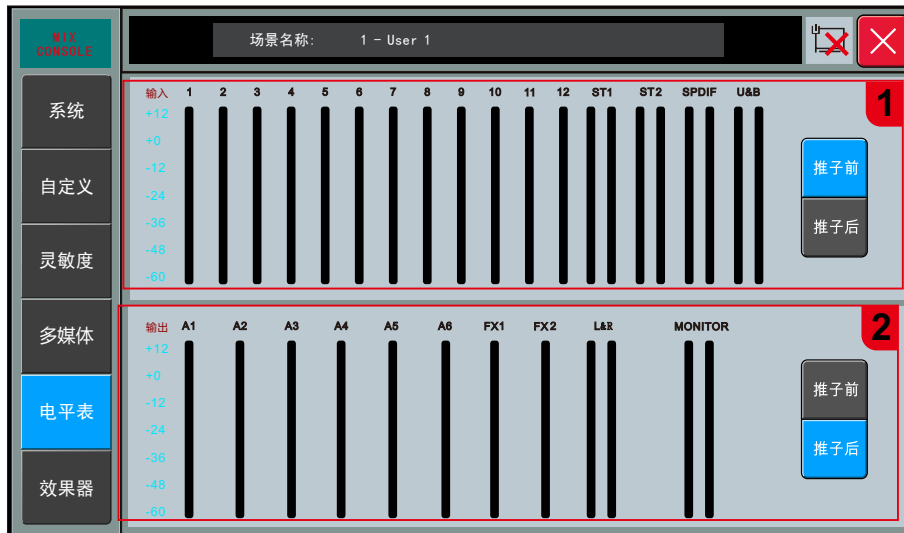 MIX
CONSOLE
场景名称: 1 - User 1
系统
自定义
灵敏度
多媒体
电平表
效果器
输入 1 2 3 4 5 6 7 8 9 10 11 12 ST1 ST2 SPDIF U&B
+12
+0
-12
-24
-36
-48
-60
1
推子前
推子后
输出 A1 A2 A3 A4 A5 A6 FX1 FX2 L&R MONITOR
+12
+0
-12
-24
-36
-48
-60
2
推子前
推子后